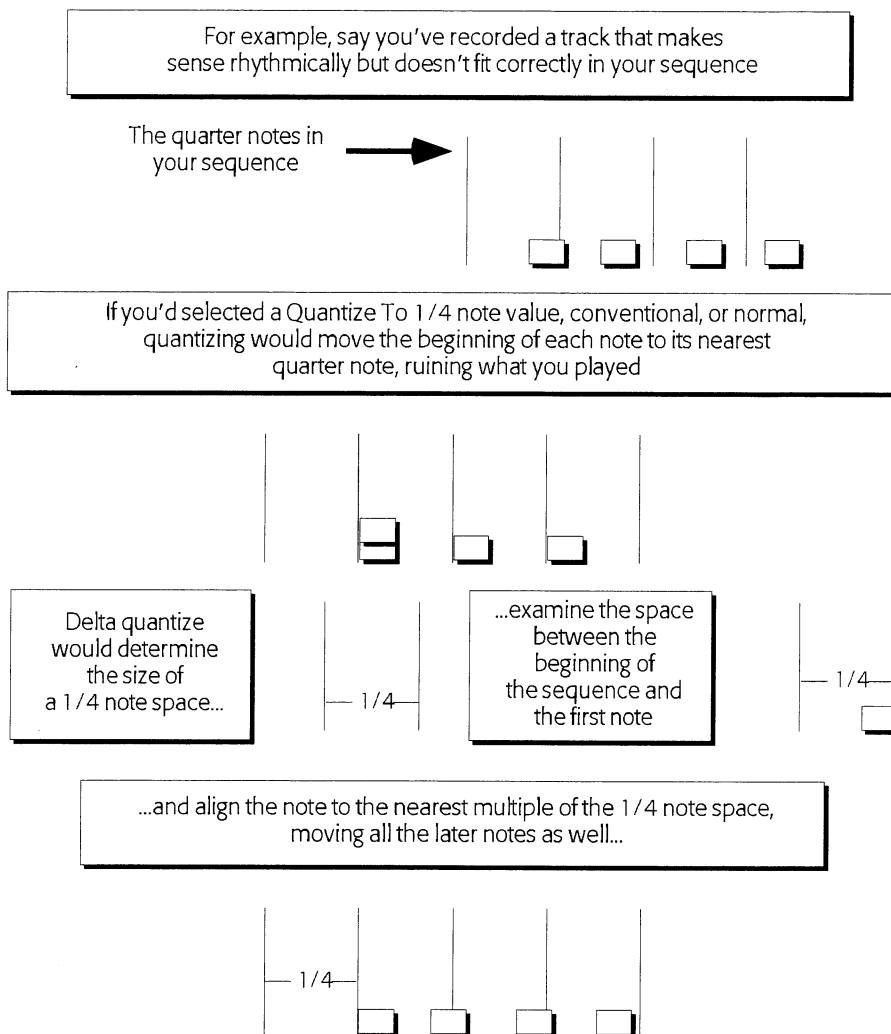 For example, say you've recorded a track that makes
sense rhythmically but doesn't fit correctly in your sequence
The quarter notes in
your sequence
If you'd selected a Quantize To 1/4 note value, conventional, or normal,
quantizing would move the beginning of each note to its nearest
quarter note, ruining what you played
Delta quantize
would determine
the size of
a 1/4 note space...
1/4
...examine the space
between the
beginning of
the sequence and
the first note
1/4
...and align the note to the nearest multiple of the 1/4 note space,
moving all the later notes as well...
1/4